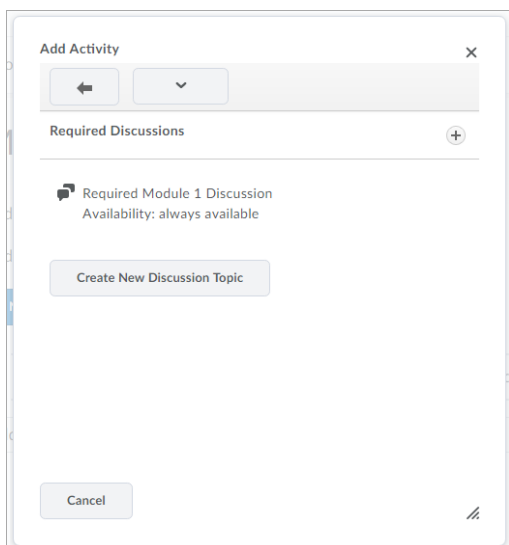 Add Activity
Required Discussions
Required Module 1 Discussion
Availability: always available
Create New Discussion Topic
Cancel